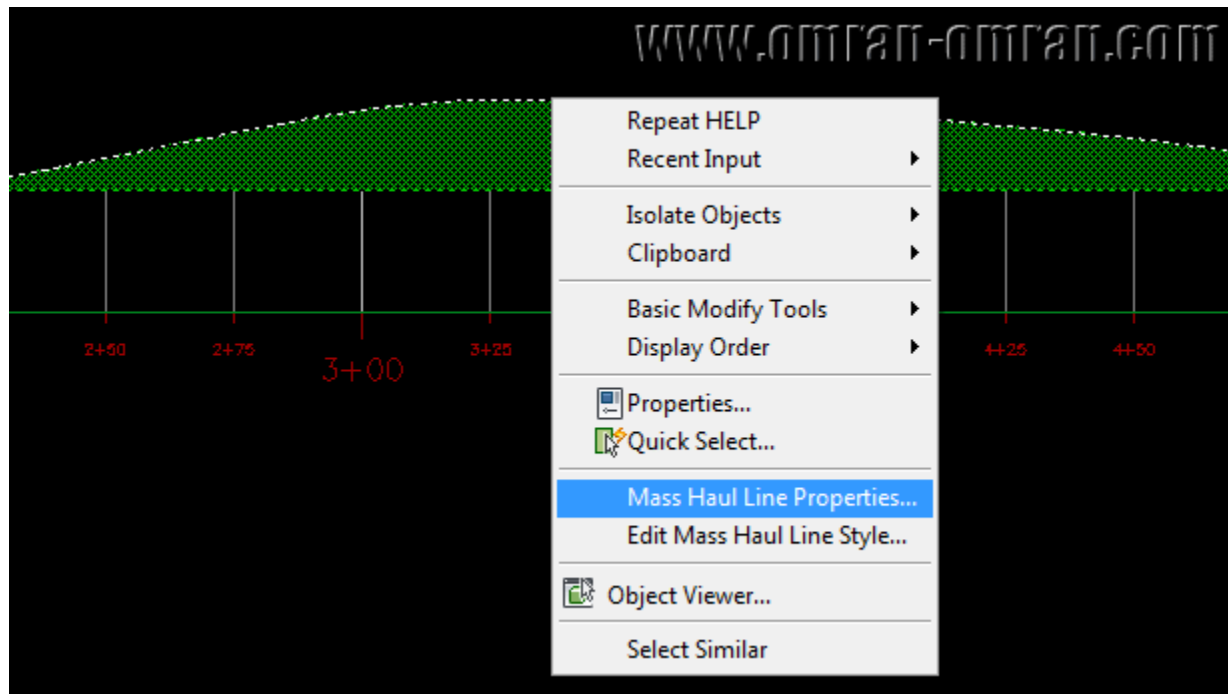 www.omran-omran.com
Repeat HELP
Recent Input
Isolate Objects
Clipboard
Basic Modify Tools
Display Order
Properties...
Quick Select...
Mass Haul Line Properties...
Edit Mass Haul Line Style...
Object Viewer...
Select Similar
2+50 2+75 3+00 3+25 4+25 4+50